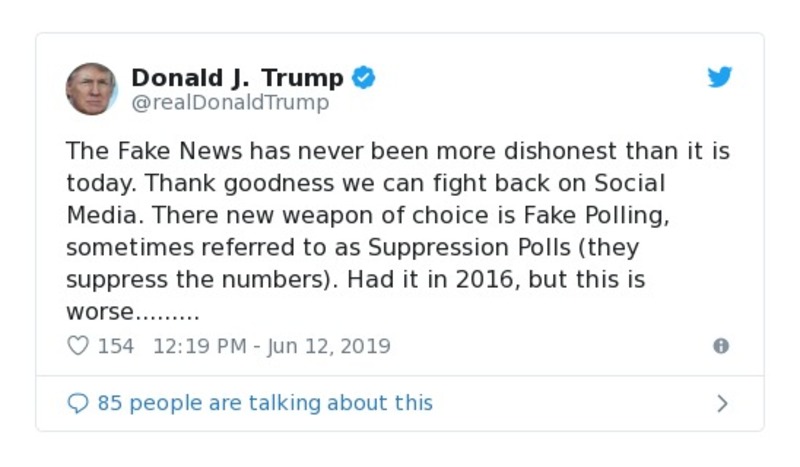 Donald J. Trump
@realDonaldTrump
The Fake News has never been more dishonest than it is
today. Thank goodness we can fight back on Social
Media. There new weapon of choice is Fake Polling,
sometimes referred to as Suppression Polls (they
suppress the numbers). Had it in 2016, but this is
worse.........
154 12:19 PM - Jun 12, 2019
85 people are talking about this